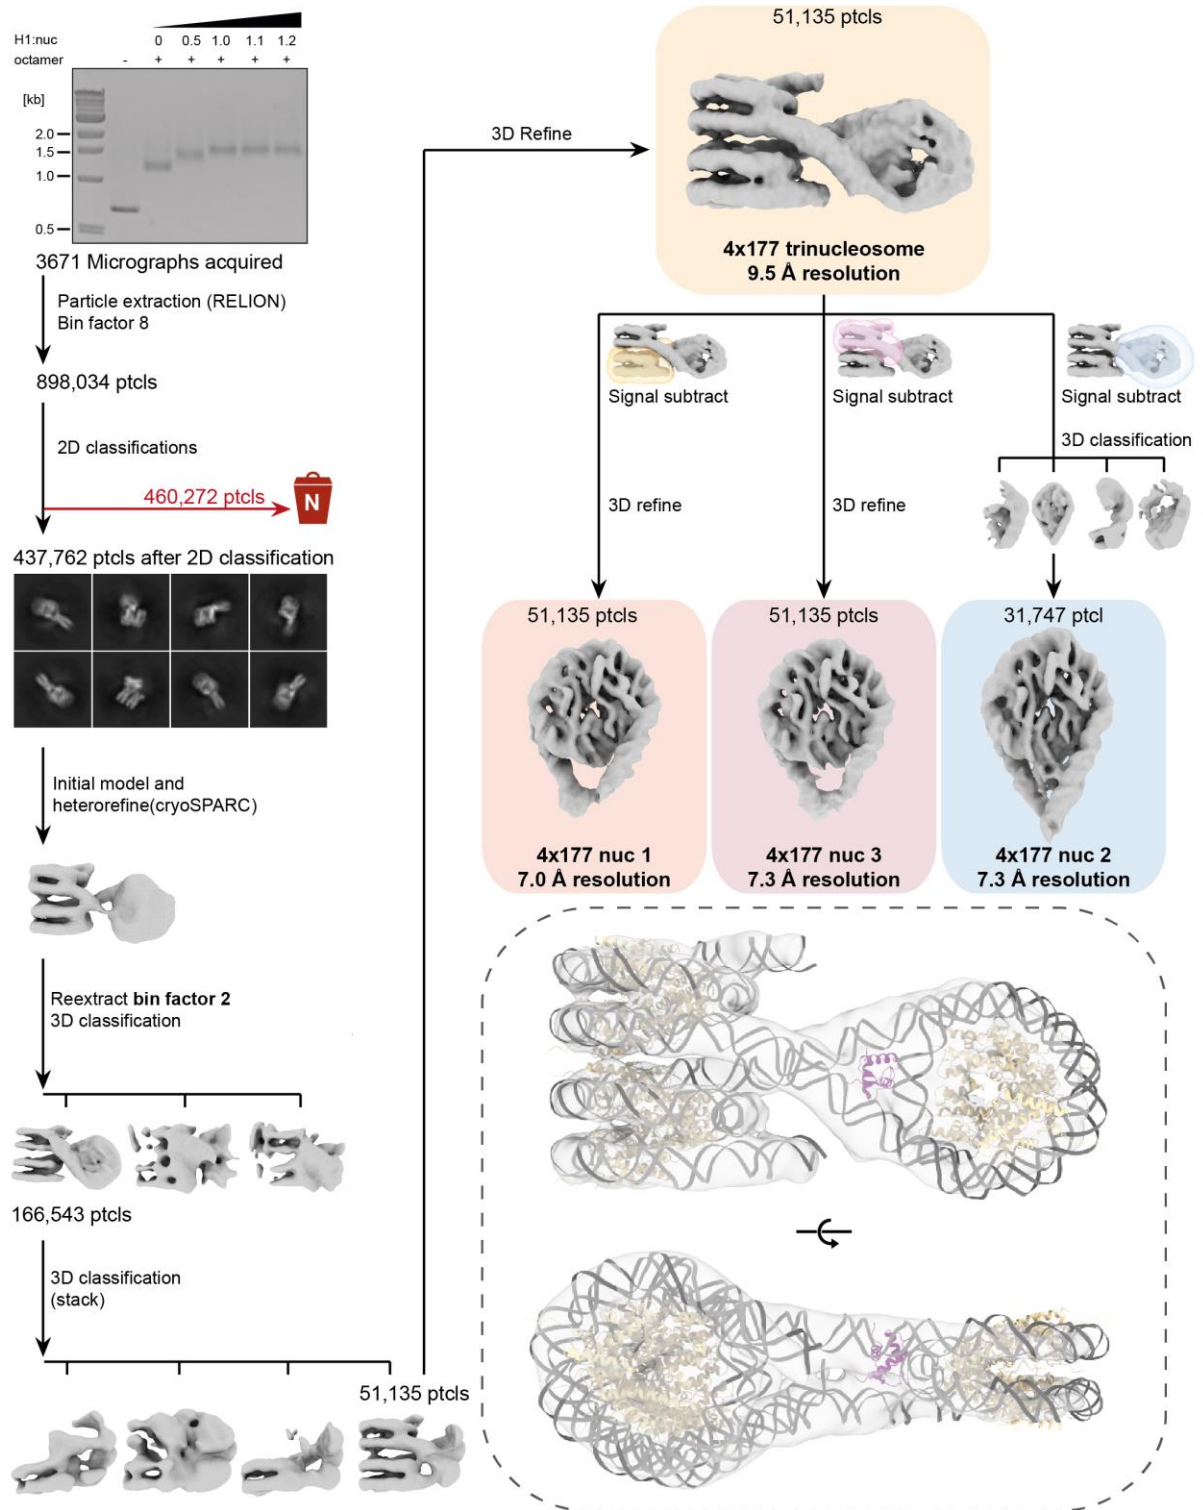 H1:nuc 0 0.5 1.0 1.1 1.2
octamer - + + + + +
[kb]
2.0
1.5
1.0
0.5
3671 Micrographs acquired
Particle extraction (RELION)
Bin factor 8
898,034 ptcls
2D classifications
460,272 ptcls
N
437,762 ptcls after 2D classification
Initial model and
heterorefine(cryoSPARC)
Reextract bin factor 2
3D classification
166,543 ptcls
3D classification
(stack)
51,135 ptcls
3D Refine
51,135 ptcls
4x177 trinucleosome
9.5 Å resolution
Signal subtract
Signal subtract
Signal subtract
3D classification
3D refine
3D refine
51,135 ptcls
4x177 nuc 1
7.0 Å resolution
51,135 ptcls
4x177 nuc 3
7.3 Å resolution
31,747 ptcl
4x177 nuc 2
7.3 Å resolution